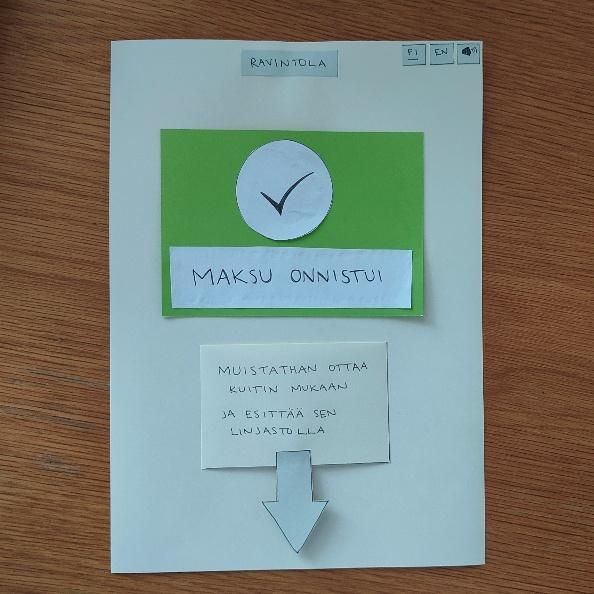 RAVINTOLA
FI
EN
MAKSU ONNISTUI
MUISTATHAN OTTAA
KUITIN MUKAAN
JA ESITTÄÄ SEN
LINJASTOLLA